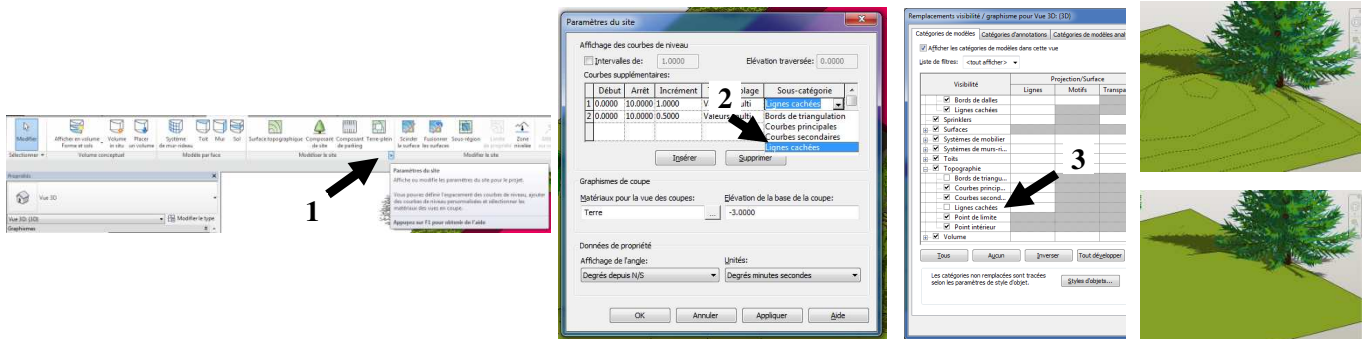 Modifier
Afficher en volume
Forme et sols
Volume
in situ
Placer
un volume
Système
de mur-rideau
Toit
Mur
Sol
Surface topographique
Composant
de site
Composant
de parking
Terre-plein
Scinder
la surface
Fusionner
les surfaces
Sous-région
Zone
nivelée
Sélectionner
Volume conceptuel
Modèle par face
Modéliser le site
Modifier le site
Propriétés
Vue 3D
Vue 3D: (3D)
Modifier le type
Graphismes
Paramètres du site
Affiche ou modifie les paramètres du site pour le projet.
Vous pouvez définir l'espacement des courbes de niveau, ajouter
des courbes de niveau personnalisées et sélectionner les
matériaux des vues en coupe.
Appuyez sur F1 pour obtenir de l'aide
1
Paramètres du site
Affichage des courbes de niveau
Intervalles de: 1.0000 Elévation traversée: 0.0000
Courbes supplémentaires:
Début Arrêt Incrément Sous-catégorie
1 0.0000 10.0000 1.0000 Lignes cachées
2 0.0000 10.0000 0.5000 Valeurs multi Bords de triangulation
Courbes principales
Courbes secondaires
Lignes cachées
2
Insérer Supprimer
Graphismes de coupe
Matériaux pour la vue des coupes: Elévation de la base de la coupe:
Terre ... -3.0000
Données de propriété
Affichage de l'angle: Unités:
Degrés depuis N/S Degrés minutes secondes
OK Annuler Appliquer Aide
Remplacements visibilité / graphisme pour Vue 3D: (3D)
Catégories de modèles Catégories d'annotations Catégories de modèles anal
Afficher les catégories de modèles dans cette vue
Liste de filtres: <tout afficher>
Visibilité
Projection/Surface
Lignes Motifs Transpa
Bords de dalles
Lignes cachées
Sprinklers
Surfaces
Systèmes de mobilier
Systèmes de murs-ri...
Toits
Topographie
Bords de triangu...
Courbes princip...
Courbes second...
Lignes cachées
Point de limite
Point intérieur
Volume
3
Tous Aucun Inverser Tout développer
Les catégories non remplacées sont tracées
selon les paramètres de style
d'objet.
Styles d'objets...